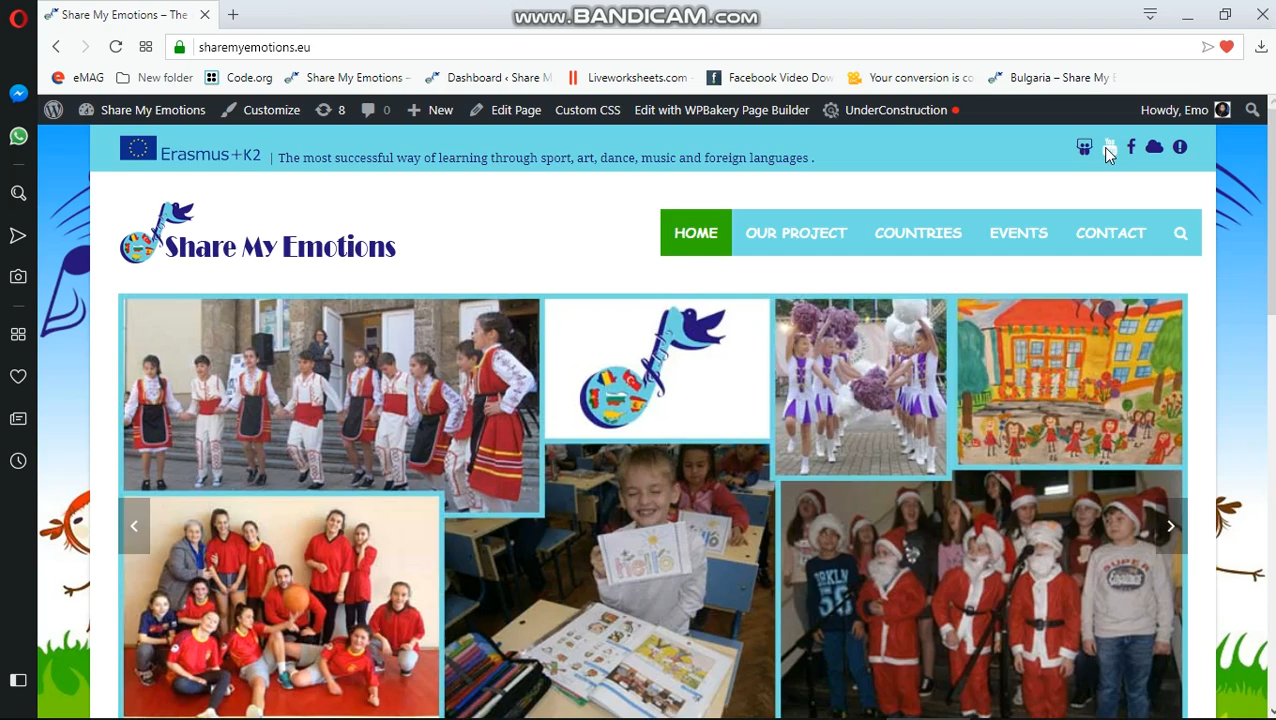 Share My Emotions – The
www.BANDICAM.com
sharemyemotions.eu
eMAG
New folder
Code.org
Share My Emotions –
Dashboard ‹ Share M
Liveworksheets.com
Facebook Video Dow
Your conversion is co
Bulgaria – Share My E
Share My Emotions
Customize
8
0
New
Edit Page
Custom CSS
Edit with WPBakery Page Builder
UnderConstruction
Howdy, Emo
Erasmus+K2 | The most successful way of learning through sport, art, dance, music and foreign languages .
Share My Emotions
HOME
OUR PROJECT
COUNTRIES
EVENTS
CONTACT
hello
BRKLN
SUPER